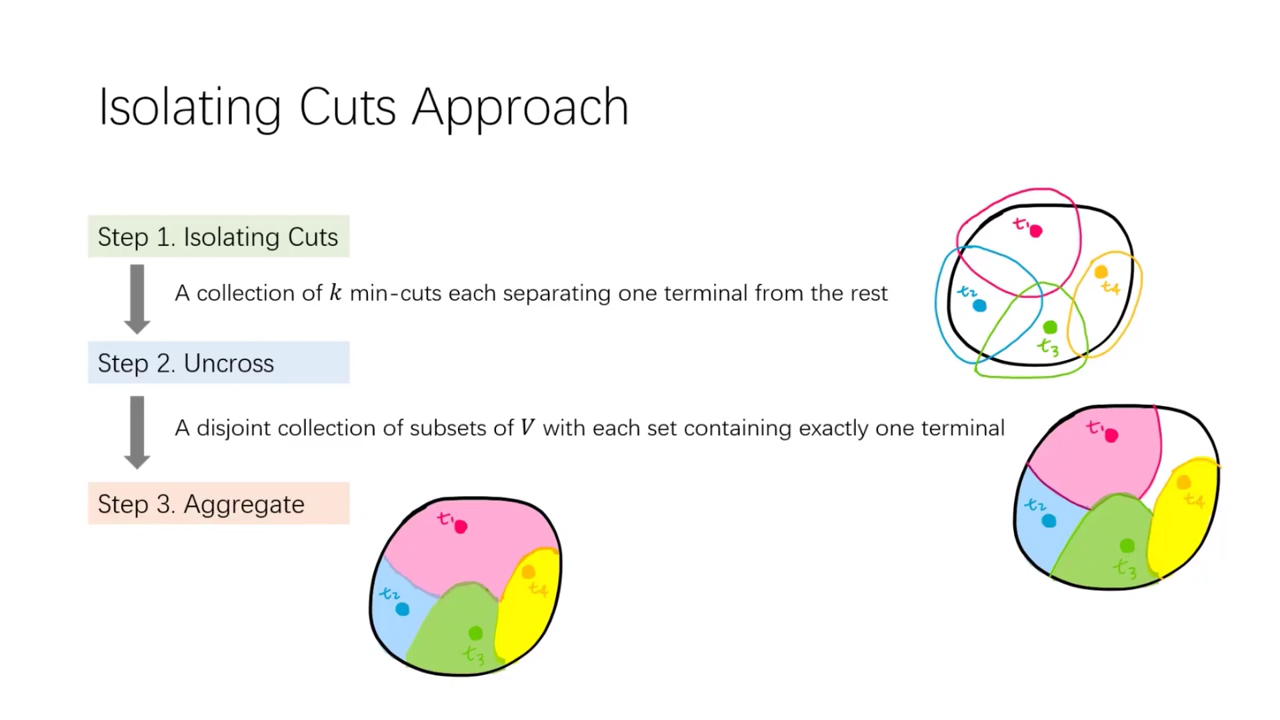 Isolating Cuts Approach
Step 1. Isolating Cuts
A collection of k min-cuts each separating one terminal from the rest
Step 2. Uncross
A disjoint collection of subsets of V with each set containing exactly one terminal
Step 3. Aggregate
t1
t2
t3
t4
t1
t2
t3
t4
t1
t2
t3
t4